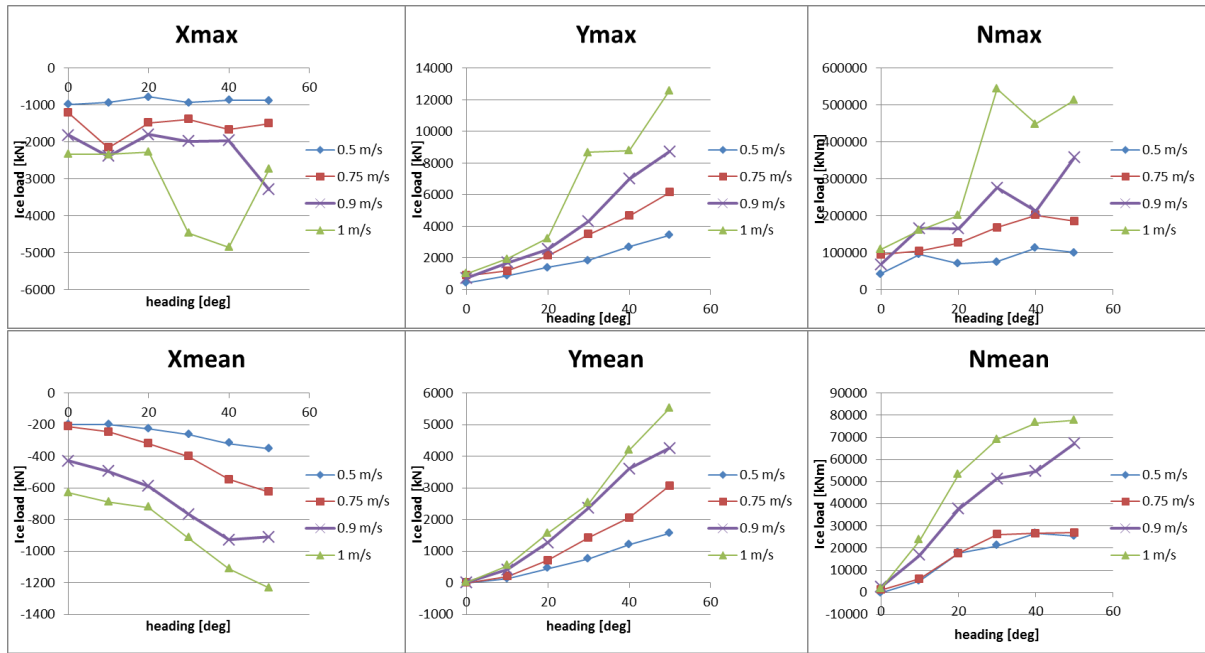 Xmax
0
-1000
-2000
-3000
-4000
-5000
-6000
0 20 40 60
Ice load [kN]
heading [deg]
0.5 m/s
0.75 m/s
0.9 m/s
1 m/s
Ymax
14000
12000
10000
8000
6000
4000
2000
0
0 20 40 60
Ice load [kN]
heading [deg]
0.5 m/s
0.75 m/s
0.9 m/s
1 m/s
Nmax
600000
500000
400000
300000
200000
100000
0
0 20 40 60
Ice load [kNm]
heading [deg]
0.5 m/s
0.75 m/s
0.9 m/s
1 m/s
Xmean
0
-200
-400
-600
-800
-1000
-1200
-1400
0 20 40 60
Ice load [kN]
heading [deg]
0.5 m/s
0.75 m/s
0.9 m/s
1 m/s
Ymean
6000
5000
4000
3000
2000
1000
0
-1000
0 20 40 60
Ice load [kN]
heading [deg]
0.5 m/s
0.75 m/s
0.9 m/s
1 m/s
Nmean
90000
80000
70000
60000
50000
40000
30000
20000
10000
0
-10000
0 20 40 60
Ice load [kNm]
heading [deg]
0.5 m/s
0.75 m/s
0.9 m/s
1 m/s